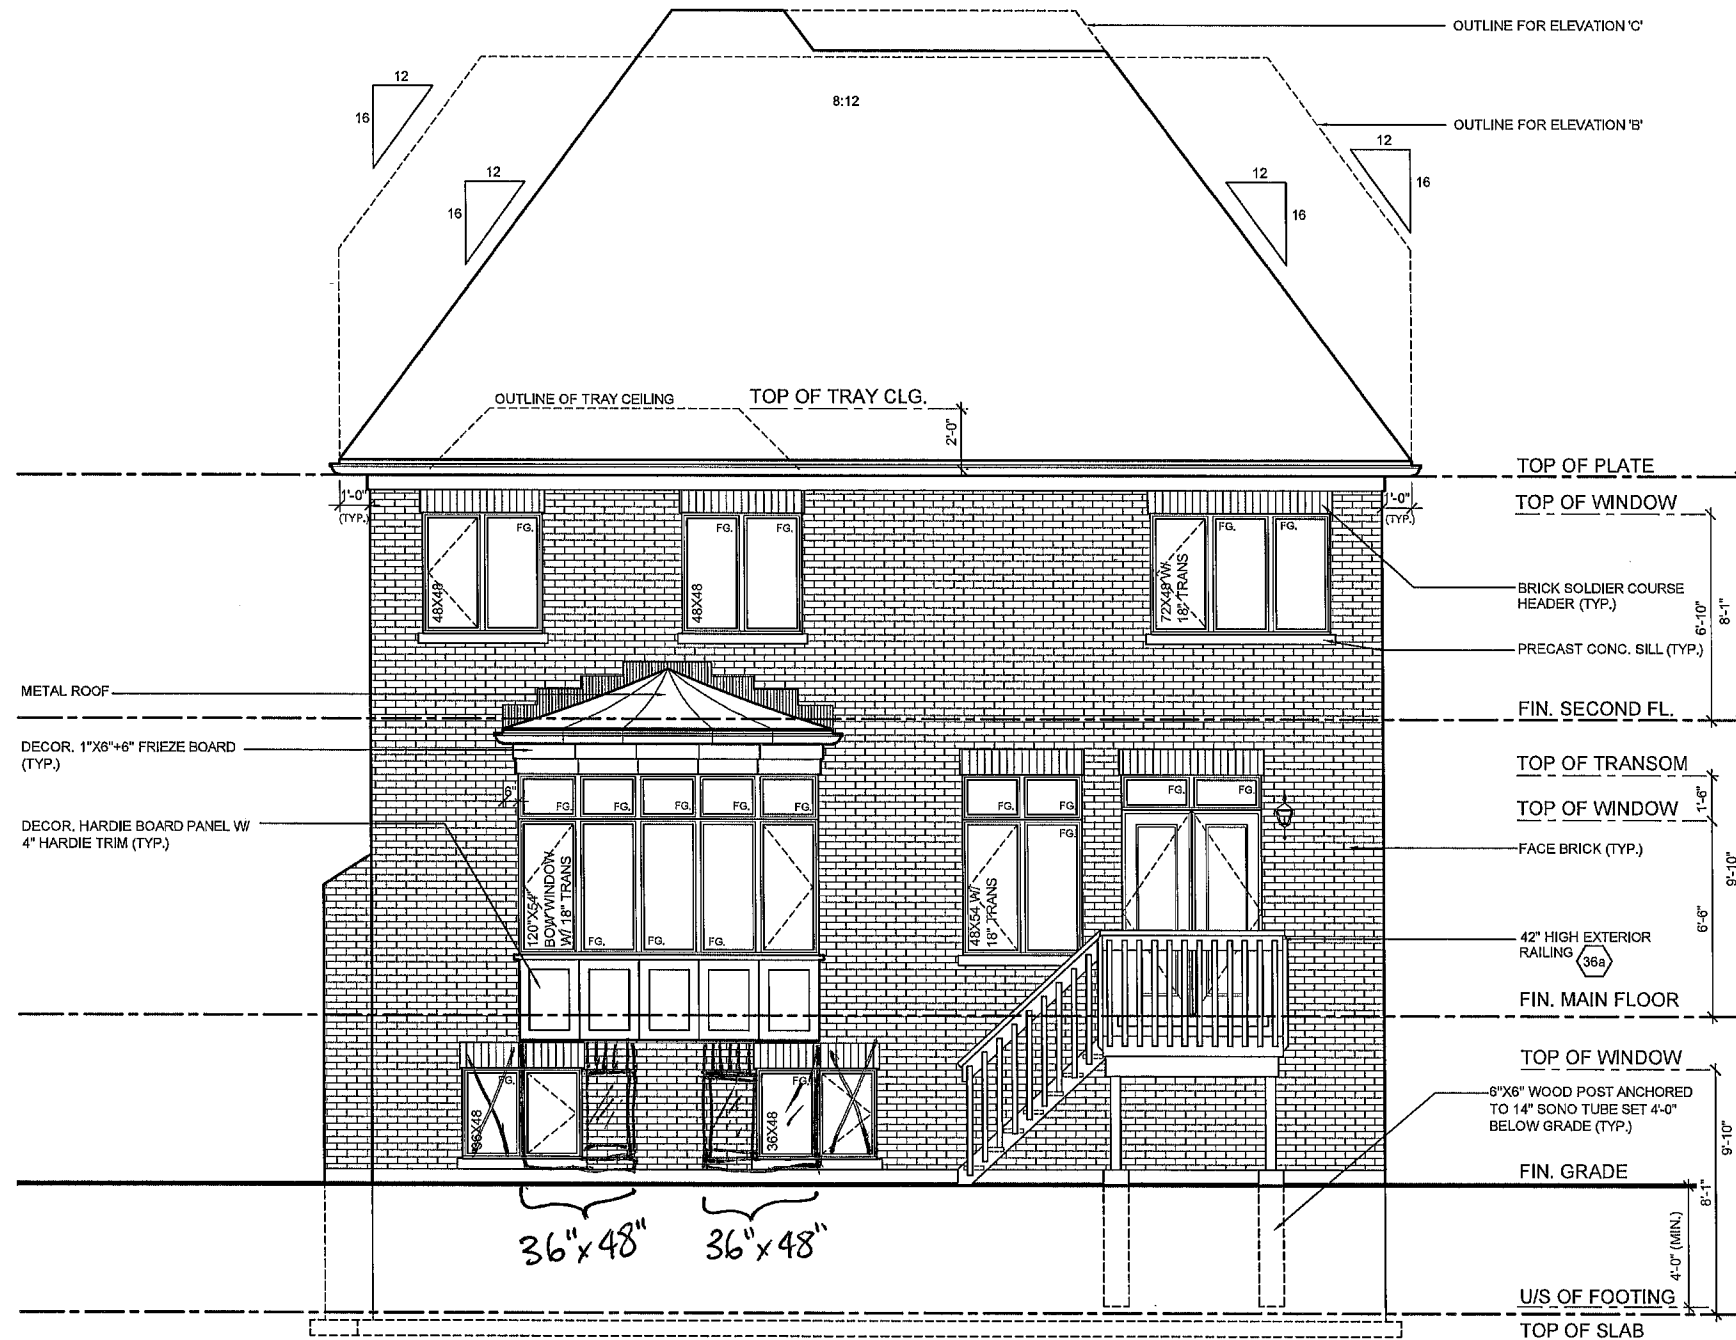 OUTLINE FOR ELEVATION 'C'
12
16
8:12
OUTLINE FOR ELEVATION 'B'
12
16
12
16
12
16
OUTLINE OF TRAY CEILING
TOP OF TRAY CLG.
2'-0"
TOP OF PLATE
1'-0"
(TYP.)
1'-0"
(TYP.)
TOP OF WINDOW
FG.
48X48
FG.
FG.
48X48
FG.
FG.
72X48 W/
18" TRANS
BRICK SOLDIER COURSE
HEADER (TYP.)
6'-10"
8'-1"
PRECAST CONC. SILL (TYP.)
METAL ROOF
FIN. SECOND FL.
DECOR. 1"X6"+6" FRIEZE BOARD
(TYP.)
TOP OF TRANSOM
6"
FG.
FG.
FG.
FG.
FG.
FG.
FG.
FG.
FG.
1'-6"
TOP OF WINDOW
DECOR. HARDIE BOARD PANEL W/
4" HARDIE TRIM (TYP.)
FG.
FACE BRICK (TYP.)
9'-10"
120"X54"
BOW WINDOW
W/ 18" TRANS
FG.
FG.
FG.
48X54 W/
18" TRANS
6'-6"
42" HIGH EXTERIOR
RAILING
36a
FIN. MAIN FLOOR
TOP OF WINDOW
FG.
36X48
FG.
36X48
6"X6" WOOD POST ANCHORED
TO 14" SONO TUBE SET 4'-0"
BELOW GRADE (TYP.)
9'-10"
FIN. GRADE
8'-1"
36"x48"
36"x48"
4'-0" (MIN.)
U/S OF FOOTING
TOP OF SLAB